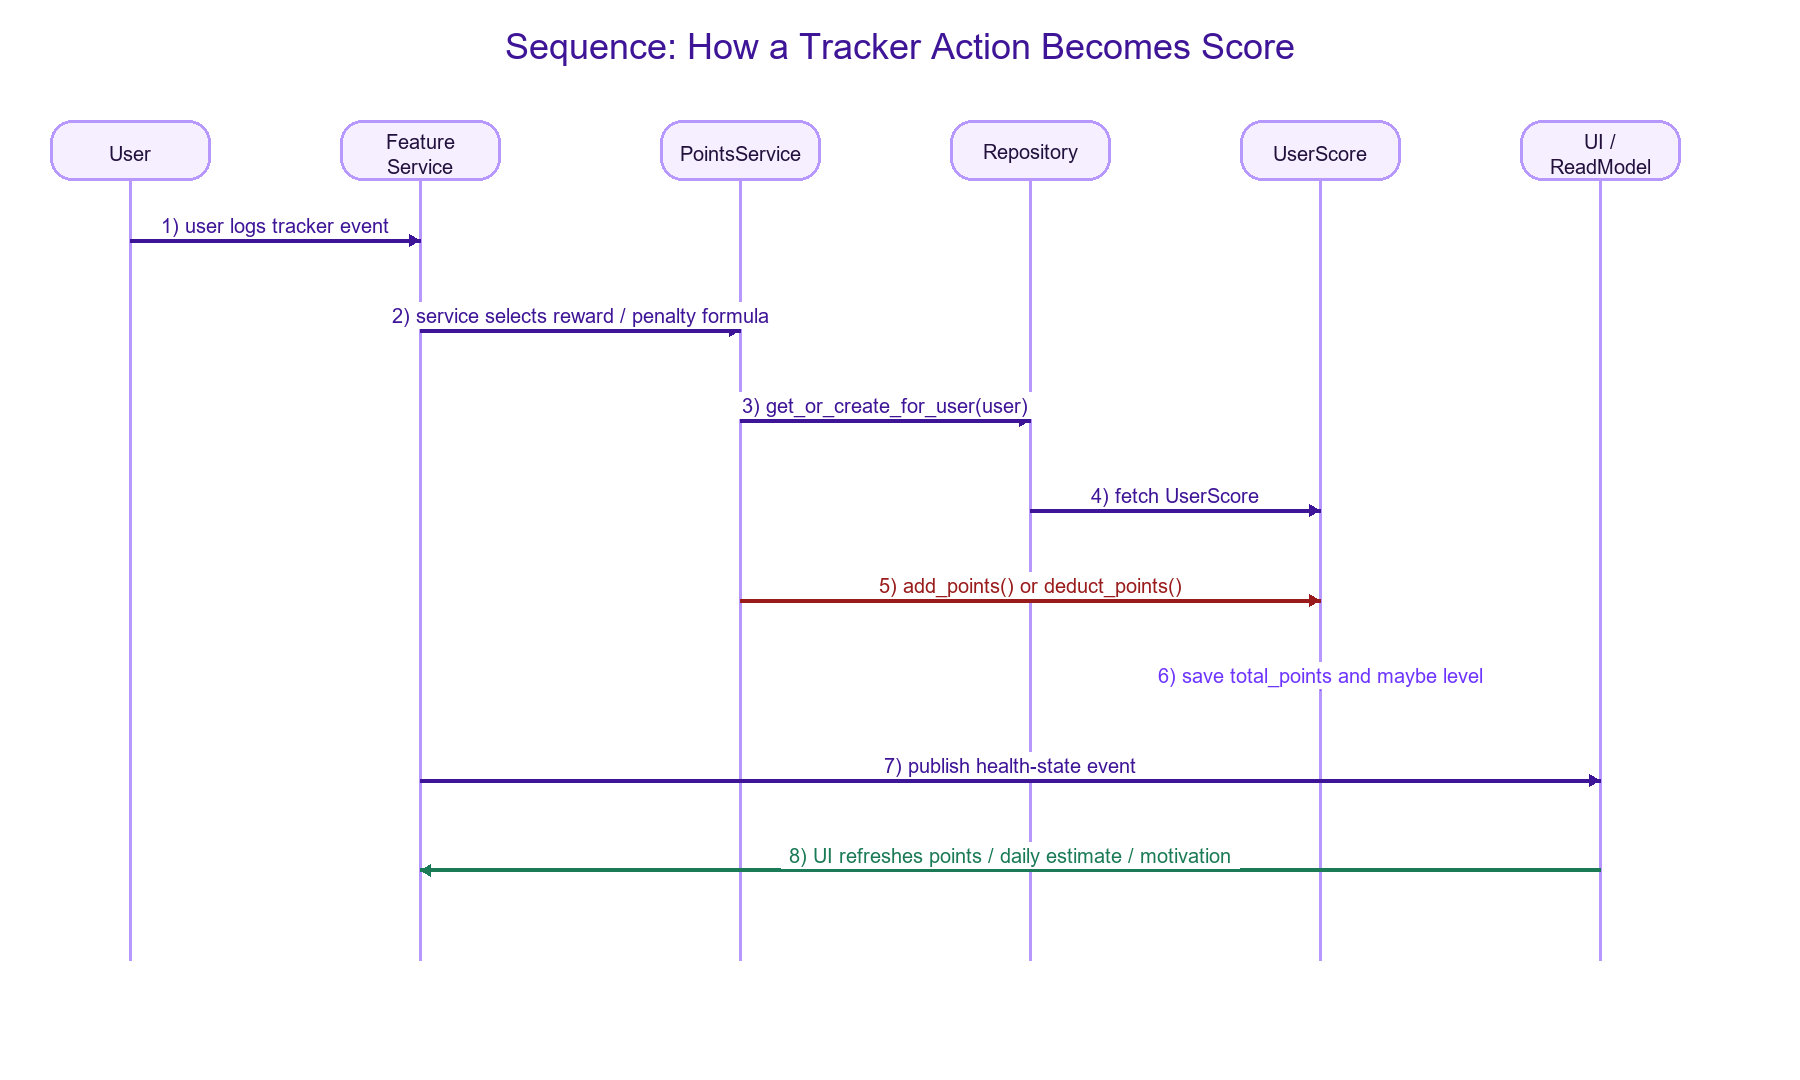 Sequence: How a Tracker Action Becomes Score
User
Feature
Service
PointsService
Repository
UserScore
UI /
ReadModel
1) user logs tracker event
2) service selects reward / penalty formula
3) get_or_create_for_user(user)
4) fetch UserScore
5) add_points() or deduct_points()
6) save total_points and maybe level
7) publish health-state event
8) UI refreshes points / daily estimate / motivation